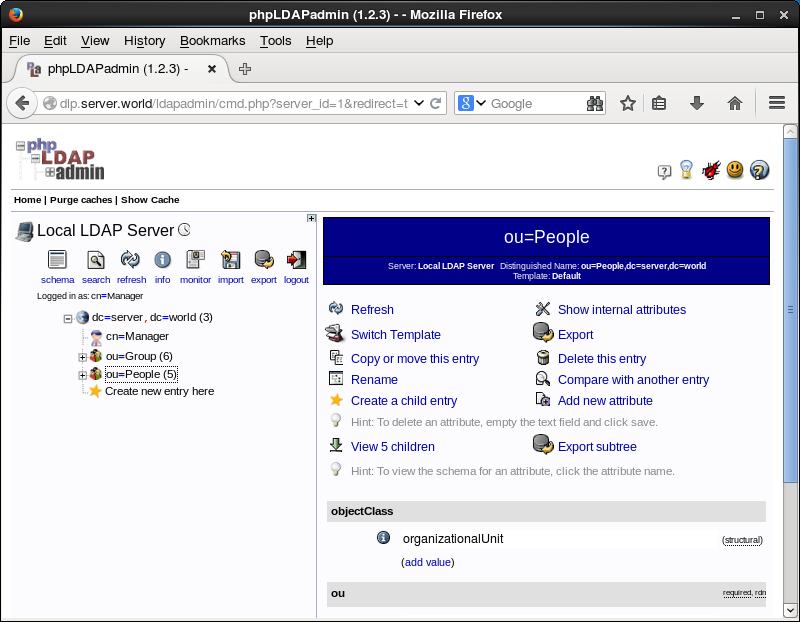 phpLDAPadmin (1.2.3) - - Mozilla Firefox
File Edit View History Bookmarks Tools Help
phpLDAPadmin (1.2.3) -
dlp.server.world/ldapadmin/cmd.php?server_id=1&redirect=t
8 Google
php
LDAP
admin
Home | Purge caches | Show Cache
Local LDAP Server
schema search refresh info monitor import export logout
Logged in as: cn=Manager
dc=server, dc=world (3)
cn=Manager
ou=Group (6)
ou=People (5)
Create new entry here
ou=People
Server: Local LDAP Server Distinguished Name: ou=People,dc=server,dc=world
Template: Default
Refresh Show internal attributes
Switch Template Export
Copy or move this entry Delete this entry
Rename Compare with another entry
Create a child entry Add new attribute
Hint: To delete an attribute, empty the text field and click save.
View 5 children Export subtree
Hint: To view the schema for an attribute, click the attribute name.
objectClass
organizationalUnit (structural)
(add value)
ou required, rdn